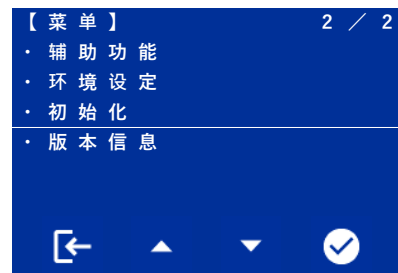 【菜单】 2／2
・辅助功能
・环境设定
・初始化
・版本信息